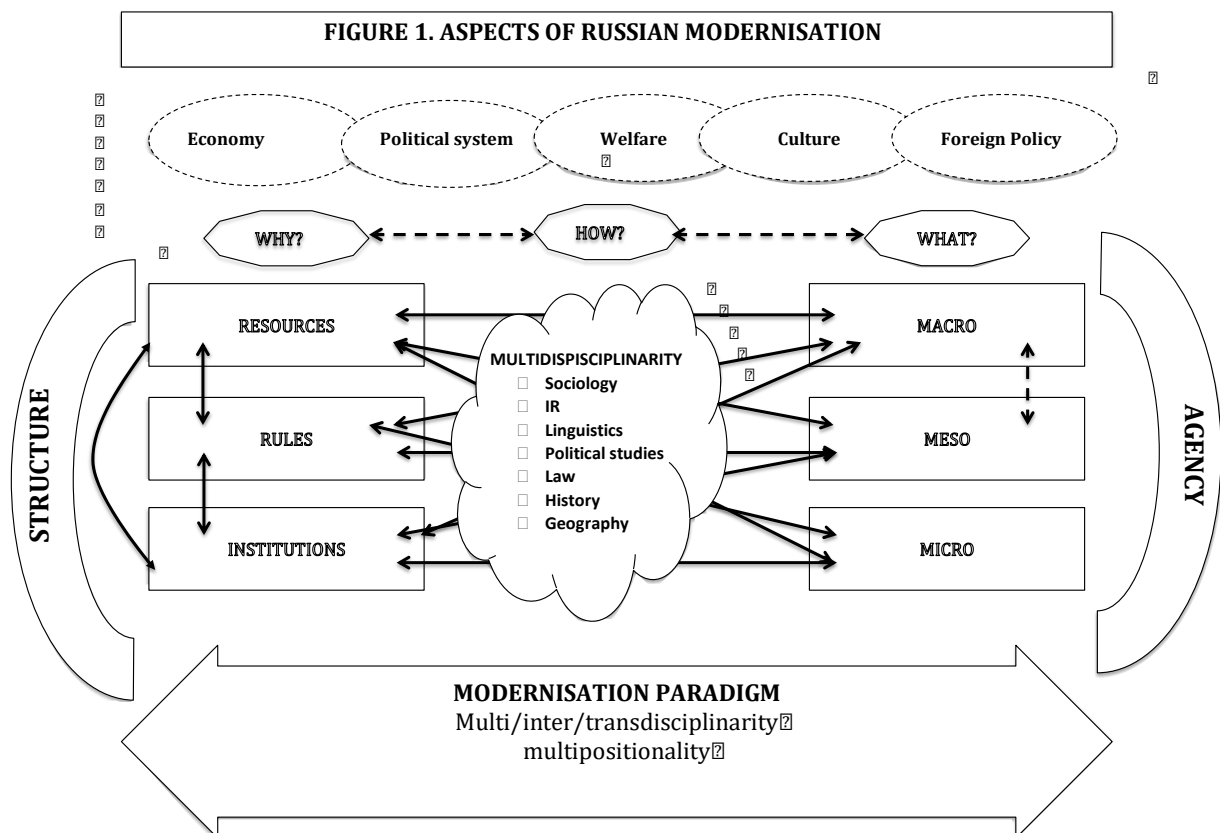 FIGURE 1. ASPECTS OF RUSSIAN MODERNISATION
Economy
Political system
Welfare
Culture
Foreign Policy
WHY?
HOW?
WHAT?
STRUCTURE
RESOURCES
RULES
INSTITUTIONS
MULTIDISPISCIPLINARITY
Sociology
IR
Linguistics
Political studies
Law
History
Geography
MACRO
MESO
MICRO
AGENCY
MODERNISATION PARADIGM
Multi/inter/transdisciplinarity
multipositionality